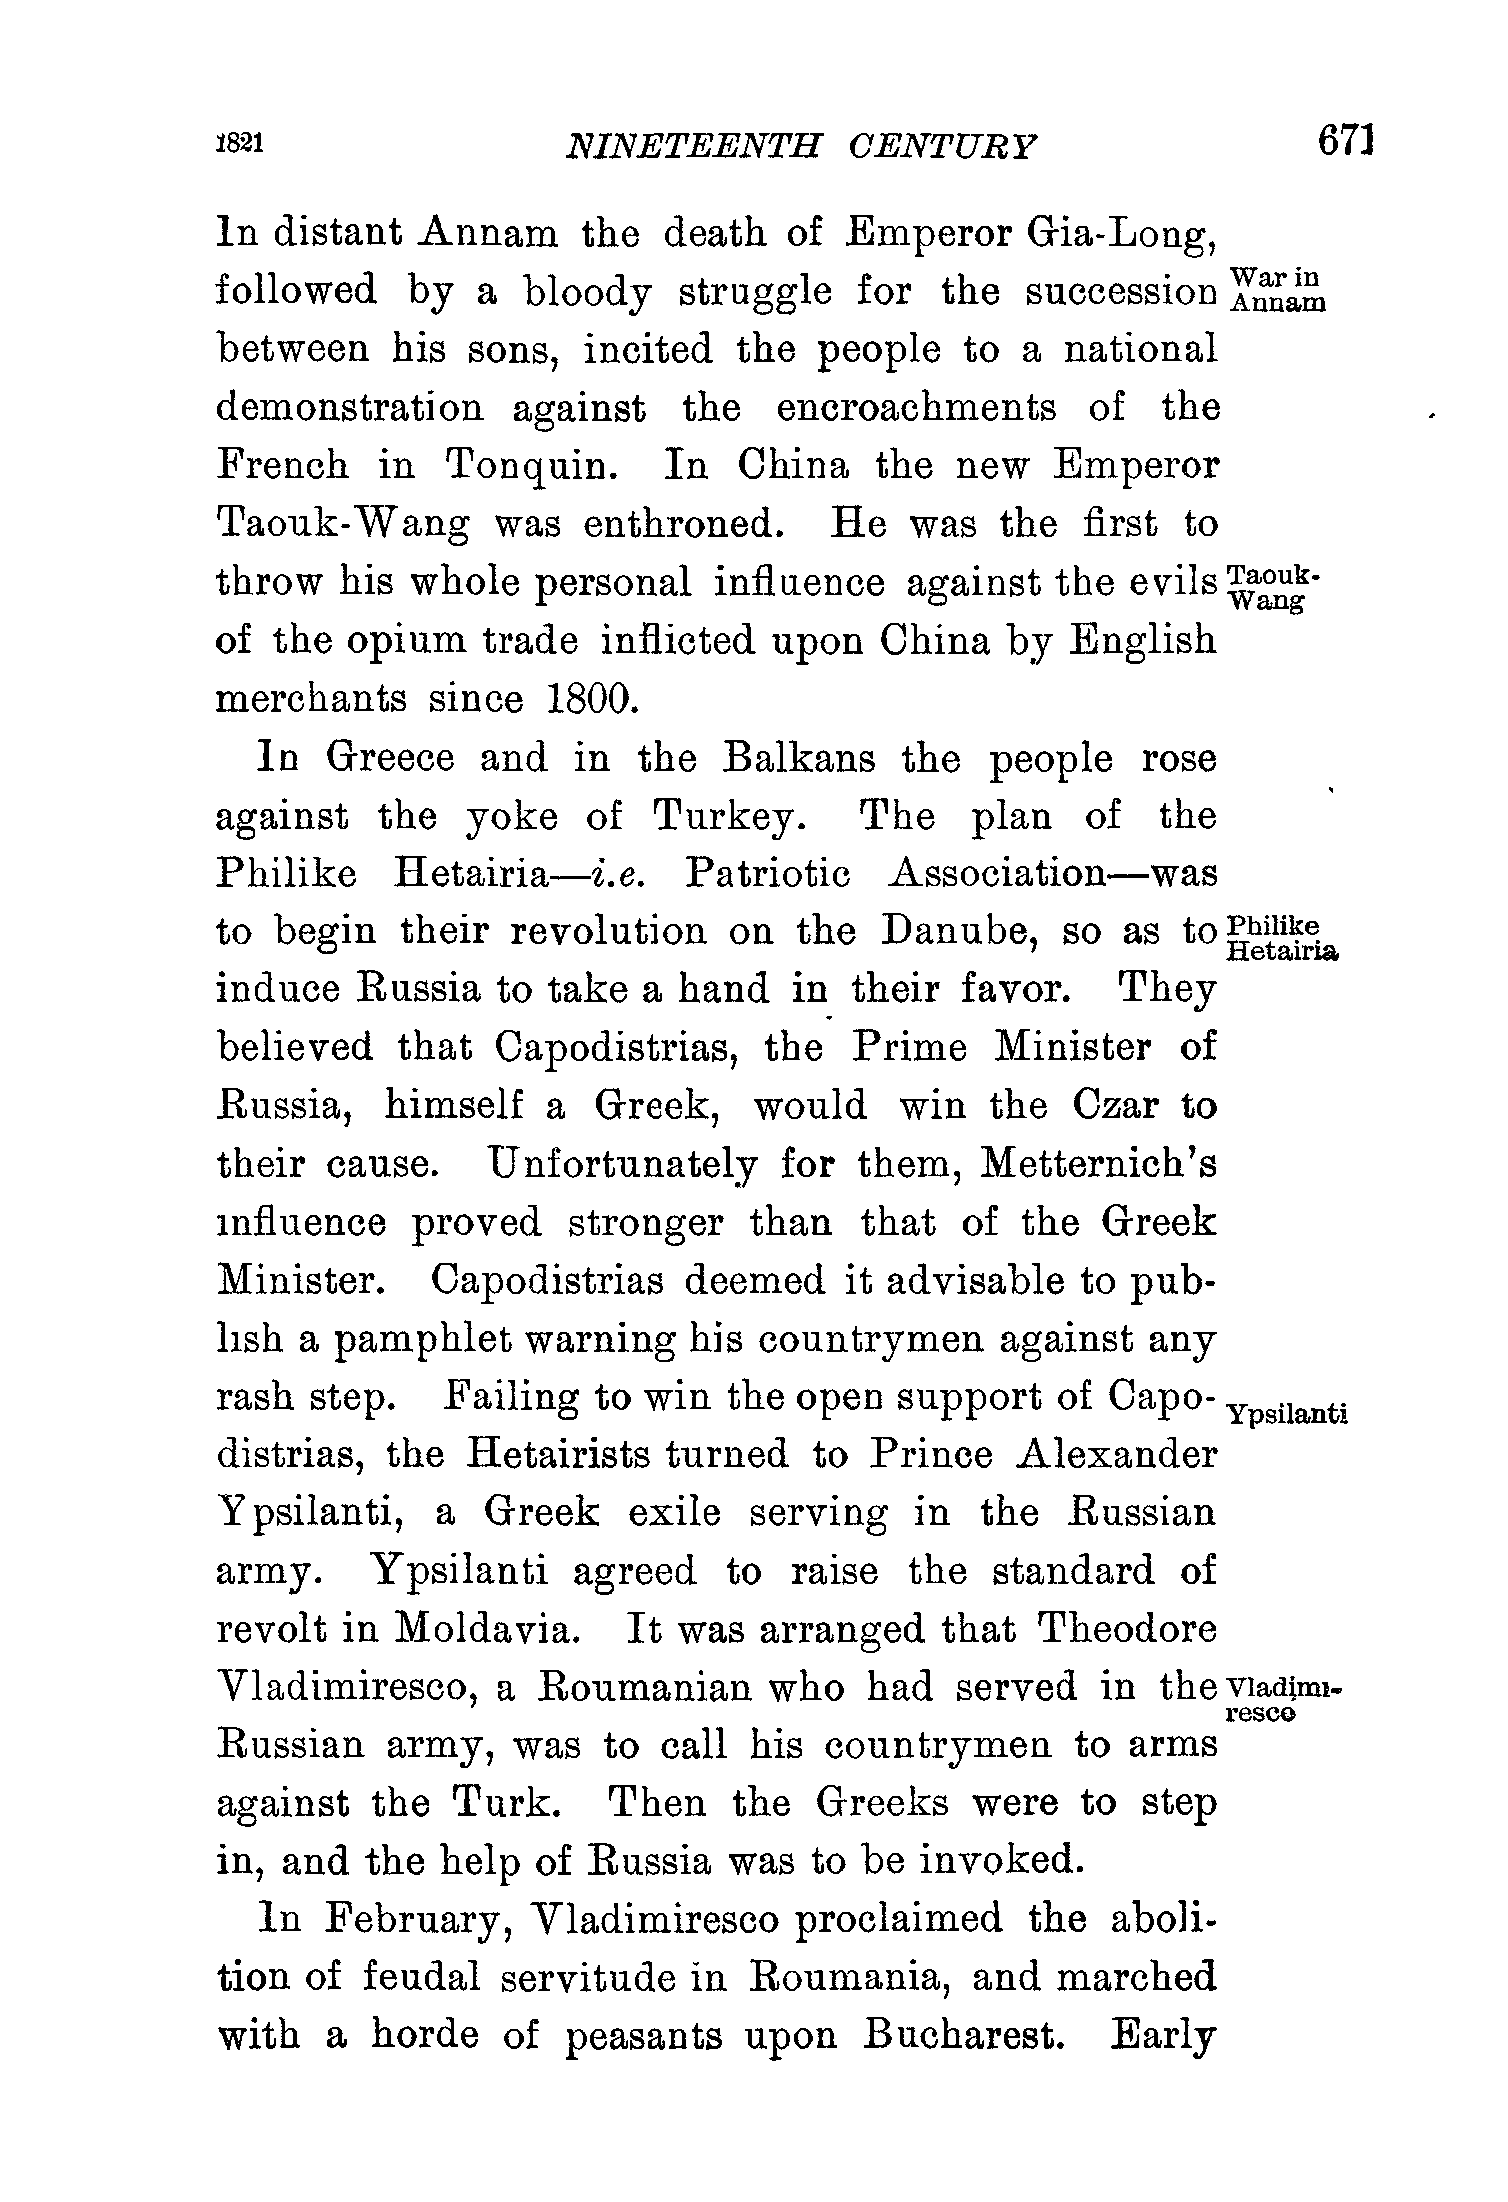 1821 NINETEENTH CENTURY 671
In distant Annam the death of Emperor Gia-Long,
followed by a bloody struggle for the succession War in
Annam
between his sons, incited the people to a national
demonstration against the encroachments of the
French in Tonquin. In China the new Emperor
Taouk-Wang was enthroned. He was the first to
throw his whole personal influence against the evils Taouk-
Wang
of the opium trade inflicted upon China by English
merchants since 1800.
In Greece and in the Balkans the people rose
against the yoke of Turkey. The plan of the
Philike Hetairia—i.e. Patriotic Association—was
to begin their revolution on the Danube, so as to Philike
Hetairia
induce Russia to take a hand in their favor. They
believed that Capodistrias, the Prime Minister of
Russia, himself a Greek, would win the Czar to
their cause. Unfortunately for them, Metternich's
influence proved stronger than that of the Greek
Minister. Capodistrias deemed it advisable to pub-
lish a pamphlet warning his countrymen against any
rash step. Failing to win the open support of Capo- Ypsilanti
distrias, the Hetairists turned to Prince Alexander
Ypsilanti, a Greek exile serving in the Russian
army. Ypsilanti agreed to raise the standard of
revolt in Moldavia. It was arranged that Theodore
Vladimiresco, a Roumanian who had served in the Vladimi-
resco
Russian army, was to call his countrymen to arms
against the Turk. Then the Greeks were to step
in, and the help of Russia was to be invoked.
In February, Vladimiresco proclaimed the aboli-
tion of feudal servitude in Roumania, and marched
with a horde of peasants upon Bucharest. Early